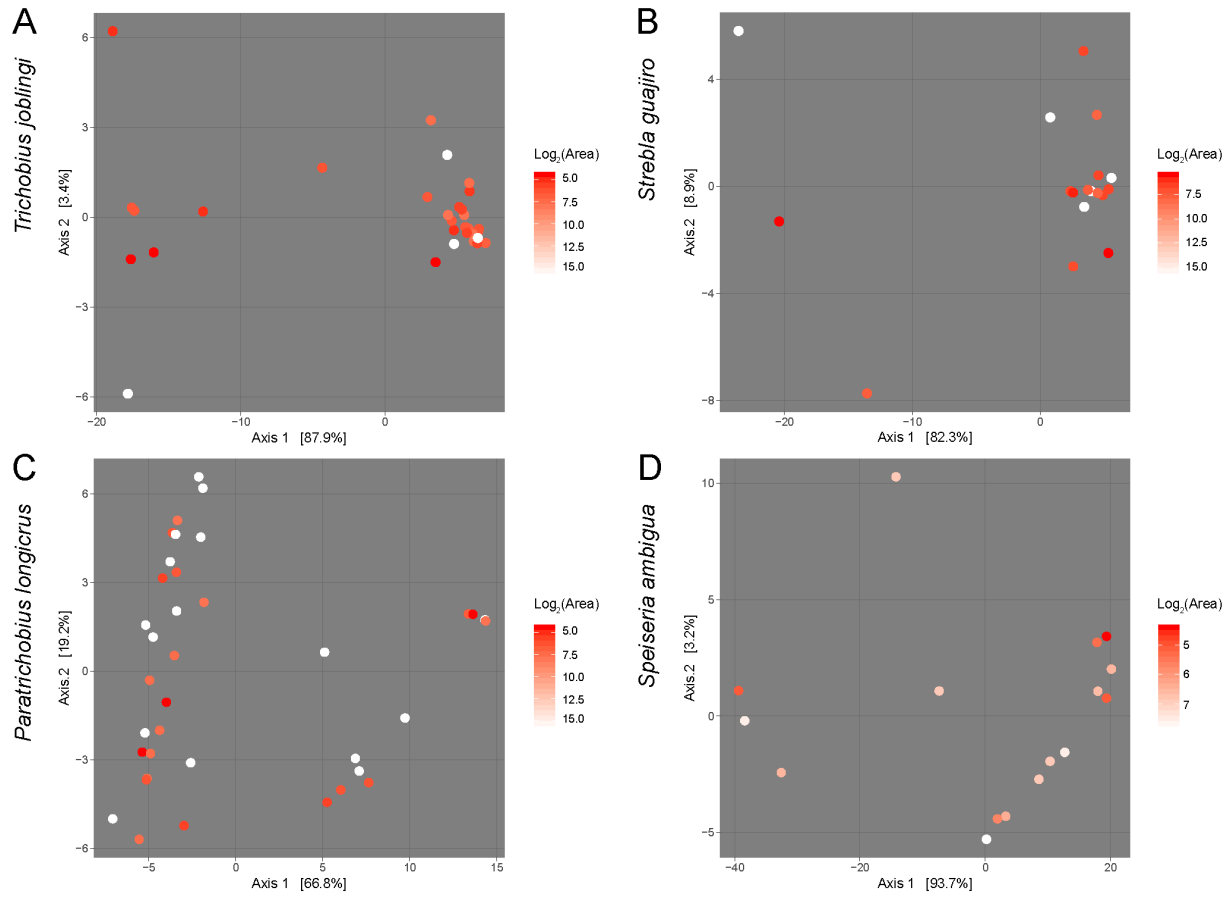 A
Trichobius joblingi
Axis 2 [3.4%]
6
3
0
−3
−6
−20
−10
0
Axis 1 [87.9%]
Log2(Area)
5.0
7.5
10.0
12.5
15.0
B
Strebla guajiro
Axis.2 [8.9%]
4
0
−4
−8
−20
−10
0
Axis 1 [82.3%]
Log2(Area)
7.5
10.0
12.5
15.0
C
Paratrichobius longicrus
Axis.2 [19.2%]
6
3
0
−3
−6
−5
0
5
10
15
Axis 1 [66.8%]
Log2(Area)
5.0
7.5
10.0
12.5
15.0
D
Speiseria ambigua
Axis.2 [3.2%]
10
5
0
−5
−40
−20
0
20
Axis 1 [93.7%]
Log2(Area)
5
6
7